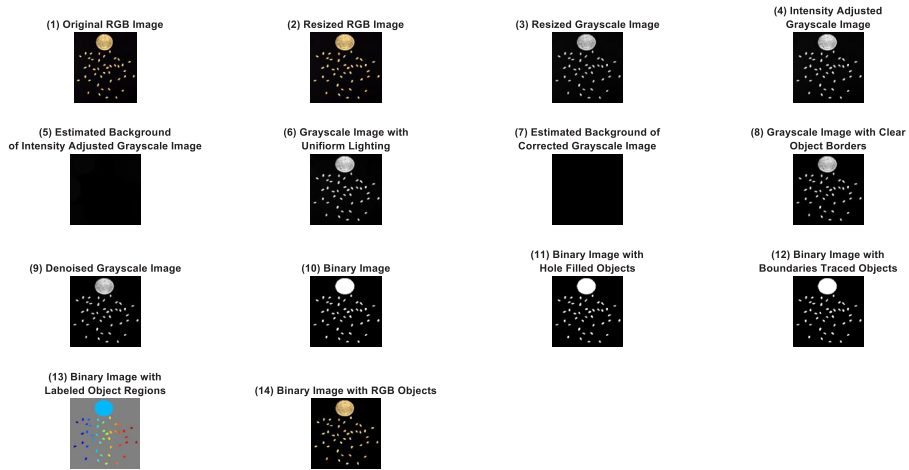 (1) Original RGB Image
(2) Resized RGB Image
(3) Resized Grayscale Image
(4) Intensity Adjusted
Grayscale Image
(5) Estimated Background
of Intensity Adjusted Grayscale Image
(6) Grayscale Image with
Unifiorm Lighting
(7) Estimated Background of
Corrected Grayscale Image
(8) Grayscale Image with Clear
Object Borders
(9) Denoised Grayscale Image
(10) Binary Image
(11) Binary Image with
Hole Filled Objects
(12) Binary Image with
Boundaries Traced Objects
(13) Binary Image with
Labeled Object Regions
(14) Binary Image with RGB Objects